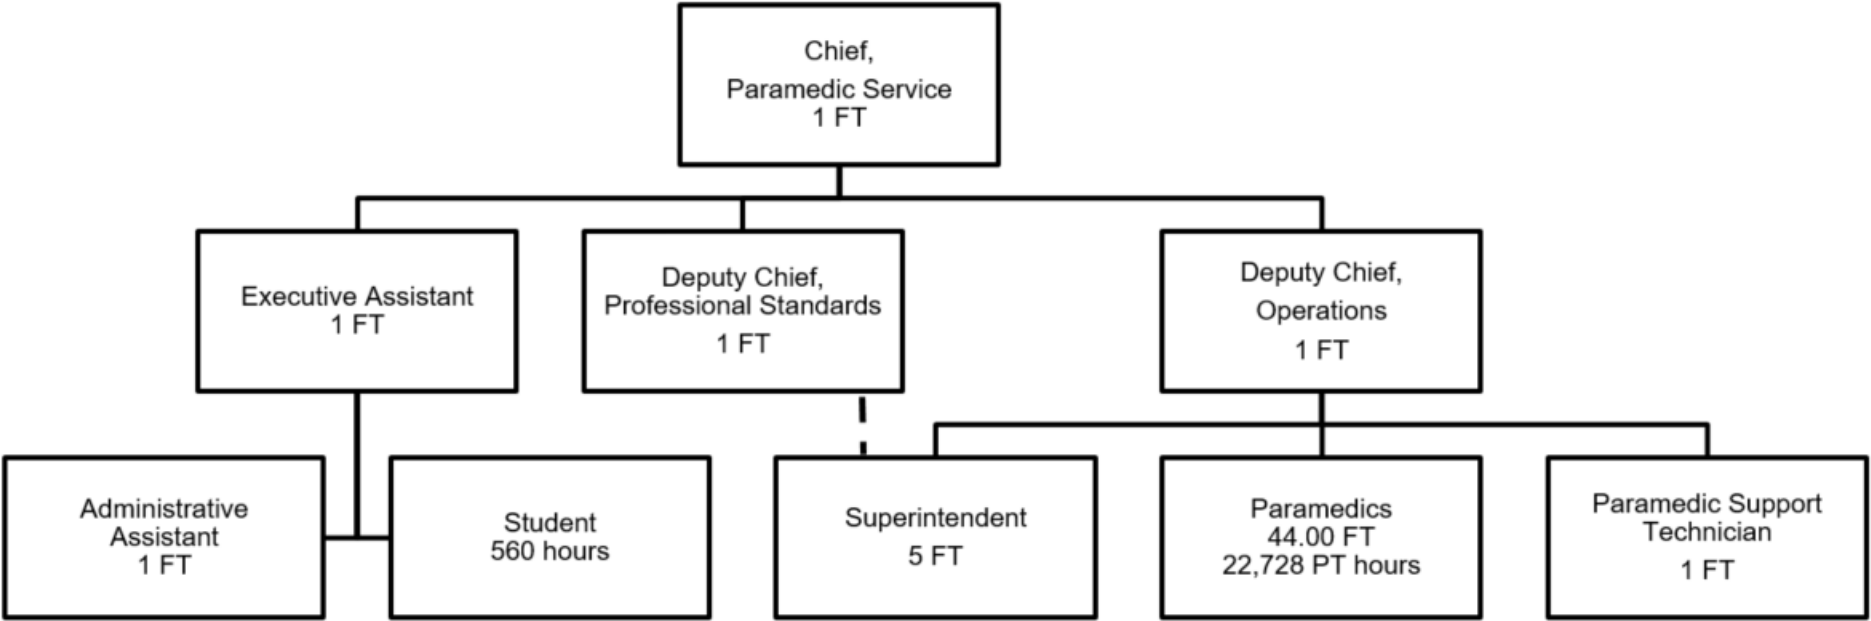 Chief,
Paramedic Service
1 FT
Executive Assistant
1 FT
Deputy Chief,
Professional Standards
1 FT
Deputy Chief,
Operations
1 FT
Administrative
Assistant
1 FT
Student
560 hours
Superintendent
5 FT
Paramedics
44.00 FT
22,728 PT hours
Paramedic Support
Technician
1 FT